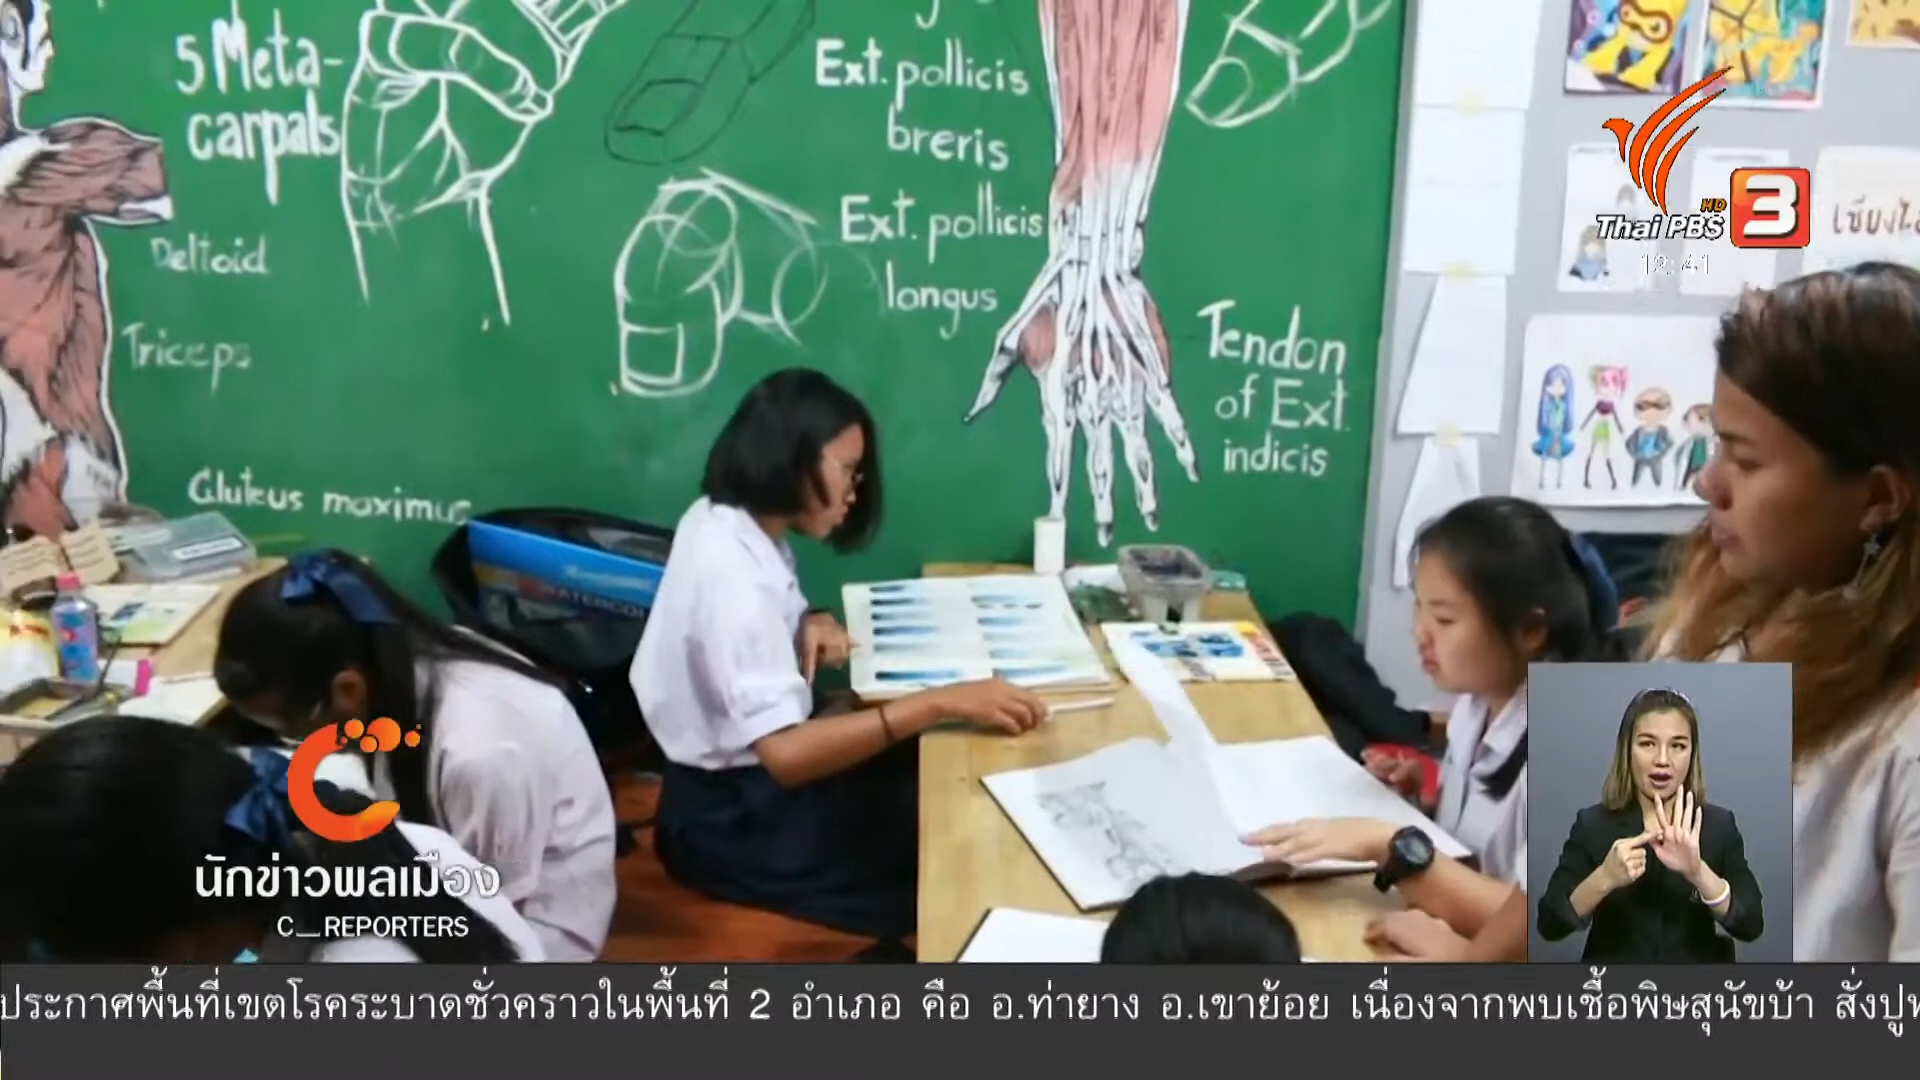 5 Meta-
carpals
Deltoid
Triceps
Gluteus maximus
Ext. pollicis
breris
Ext. pollicis
longus
Tendon
of Ext.
indicis
HD
Thai PBS 3
12:41
WATERCOL
นักข่าวพลเมือง
C_REPORTERS
ประกาศพื้นที่เขตโรคระบาดชั่วคราวในพื้นที่ 2 อำเภอ คือ อ.ท่ายาง อ.เขาย้อย เนื่องจากพบเชื้อพิษสุนัขบ้า สั่งปู